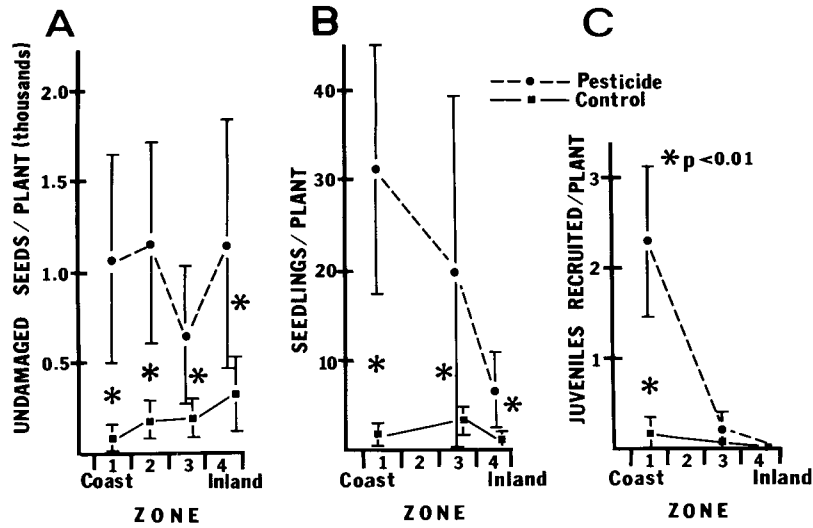 A
UNDAMAGED SEEDS/PLANT (thousands)
2.0
1.5
1.0
0.5
1 2 3 4
Coast Inland
ZONE
B
SEEDLINGS/PLANT
40
30
20
10
1 2 3 4
Coast Inland
ZONE
Pesticide
Control
C
JUVENILES RECRUITED/PLANT
* p <0.01
3
2
1
1 2 3 4
Coast Inland
ZONE